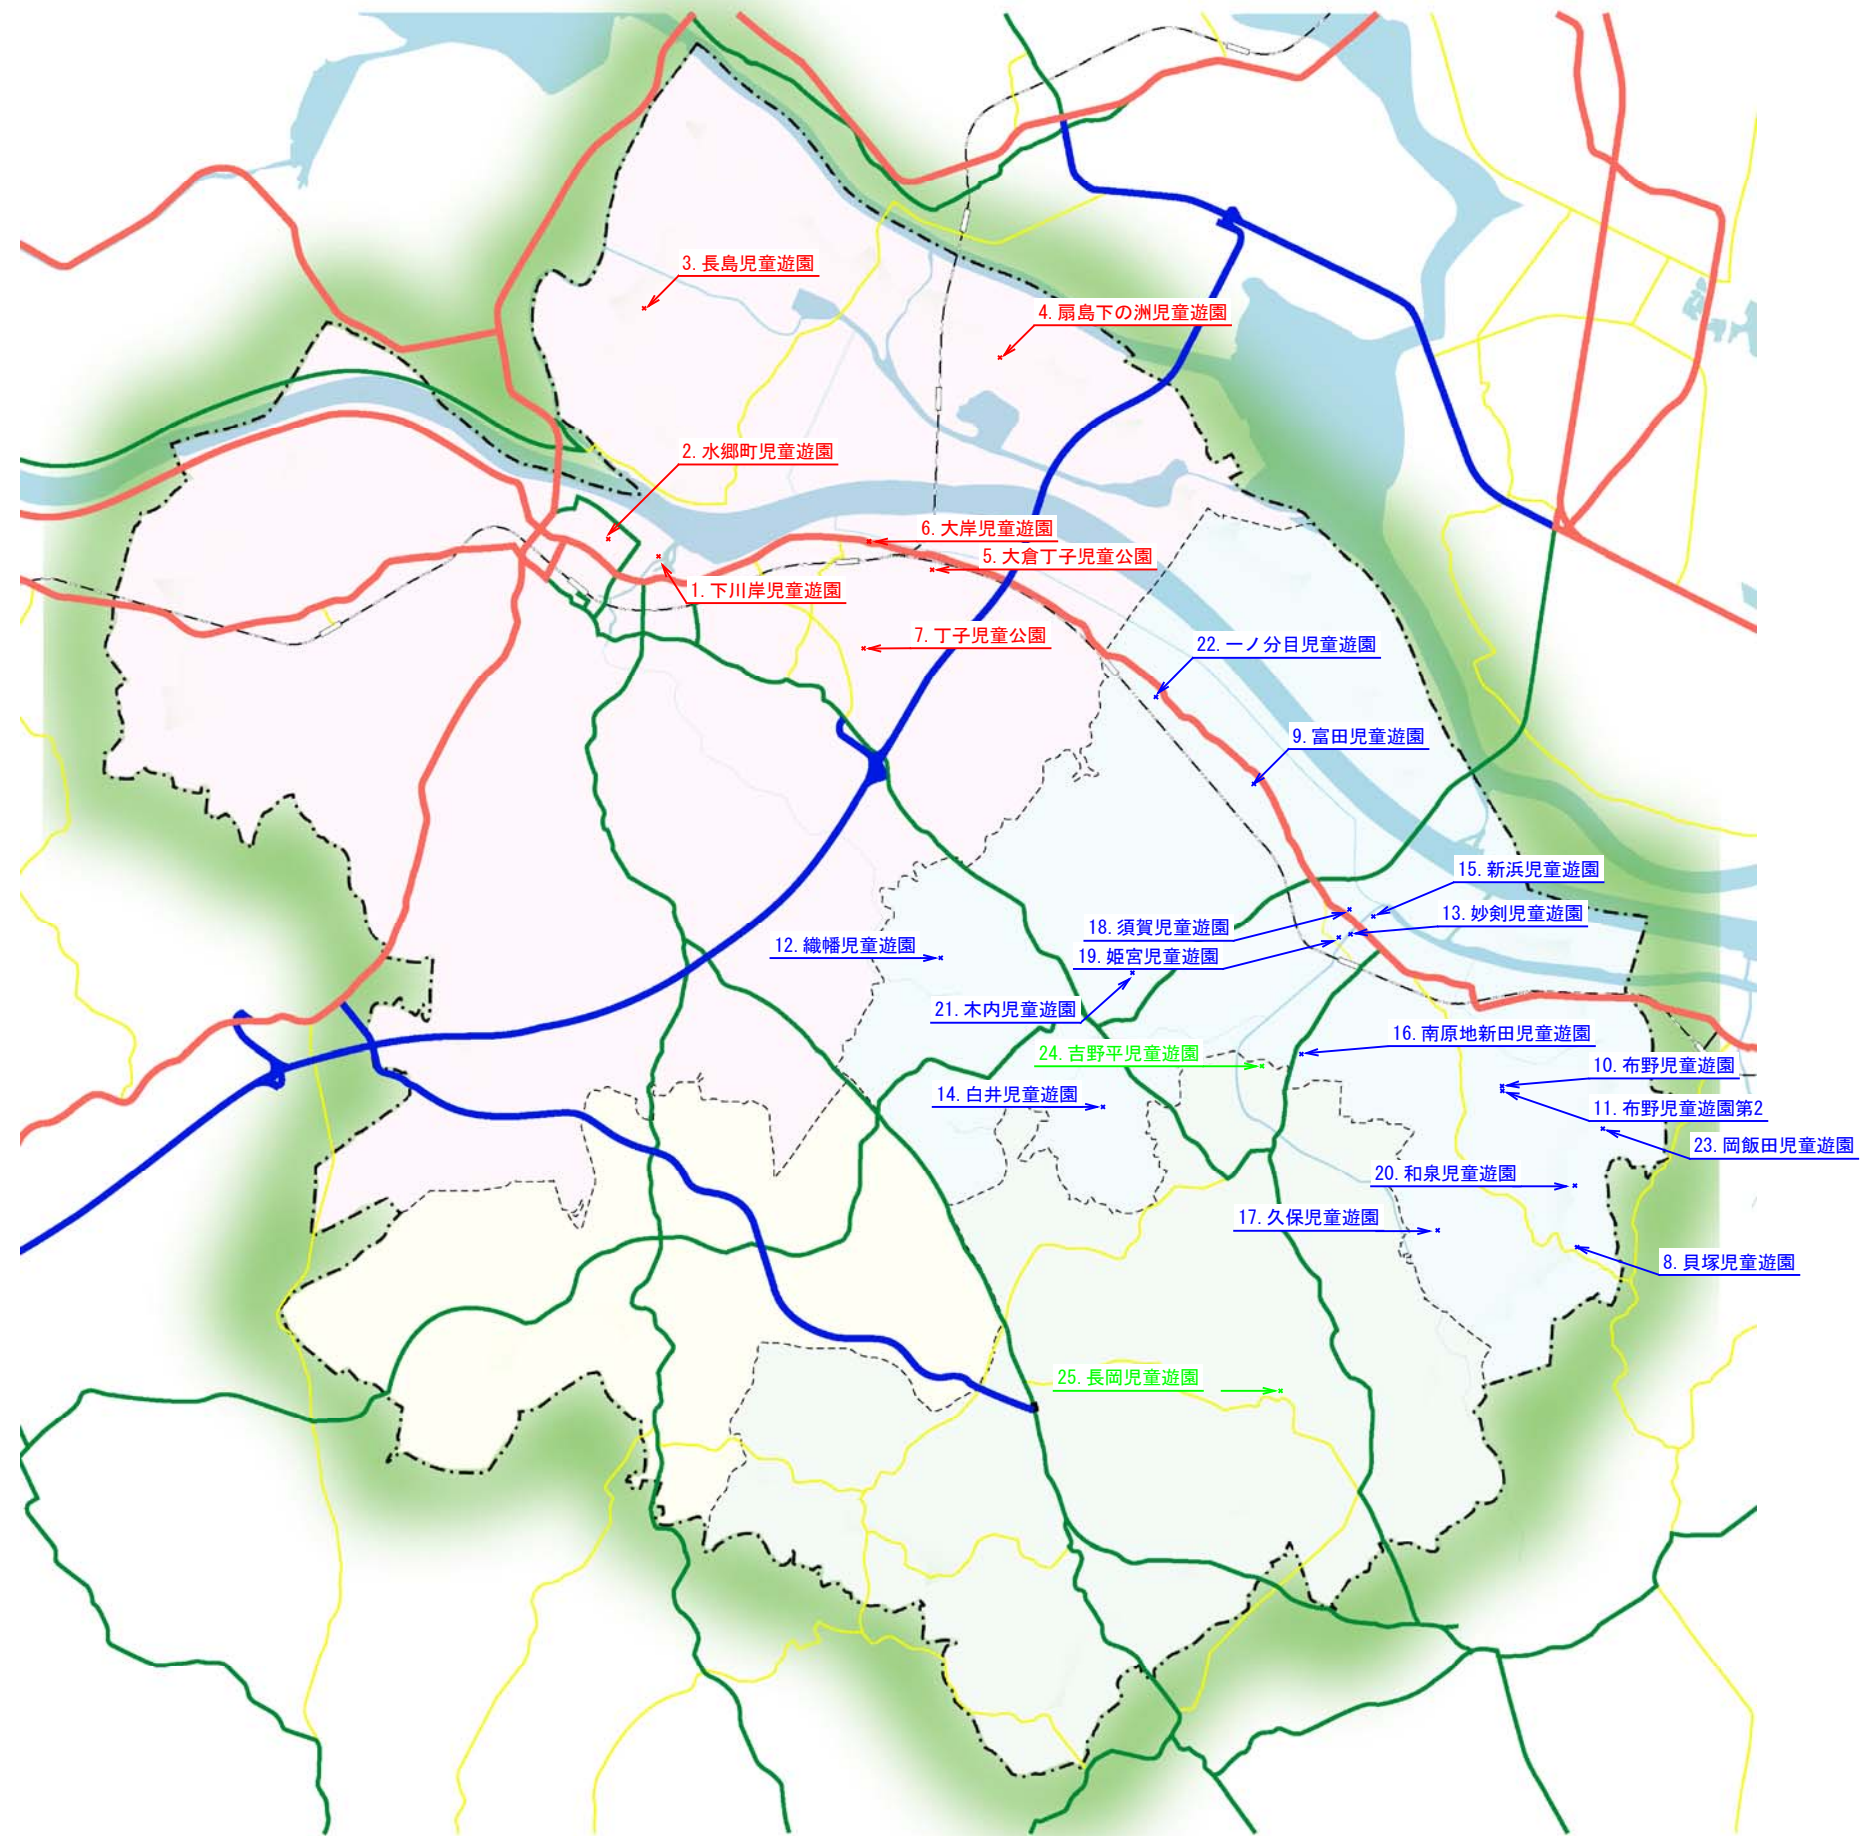 3. 長島児童遊園
4. 扇島下の洲児童遊園
2. 水郷町児童遊園
6. 大岸児童遊園
5. 大倉丁子児童公園
1. 下川岸児童遊園
7. 丁子児童公園
22. 一ノ分目児童遊園
9. 富田児童遊園
15. 新浜児童遊園
18. 須賀児童遊園
13. 妙剣児童遊園
12. 織幡児童遊園
19. 姫宮児童遊園
21. 木内児童遊園
16. 南原地新田児童遊園
24. 吉野平児童遊園
10. 布野児童遊園
14. 白井児童遊園
11. 布野児童遊園第2
23. 岡飯田児童遊園
20. 和泉児童遊園
17. 久保児童遊園
8. 貝塚児童遊園
25. 長岡児童遊園